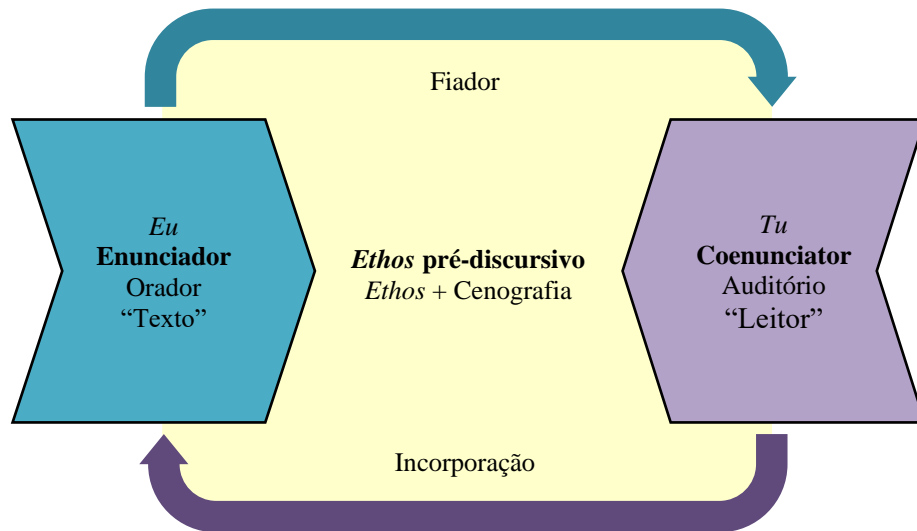 Fiador
Eu
Enunciador
Orador
“Texto”
Ethos pré-discursivo
Ethos + Cenografia
Tu
Coenunciator
Auditório
“Leitor”
Incorporação